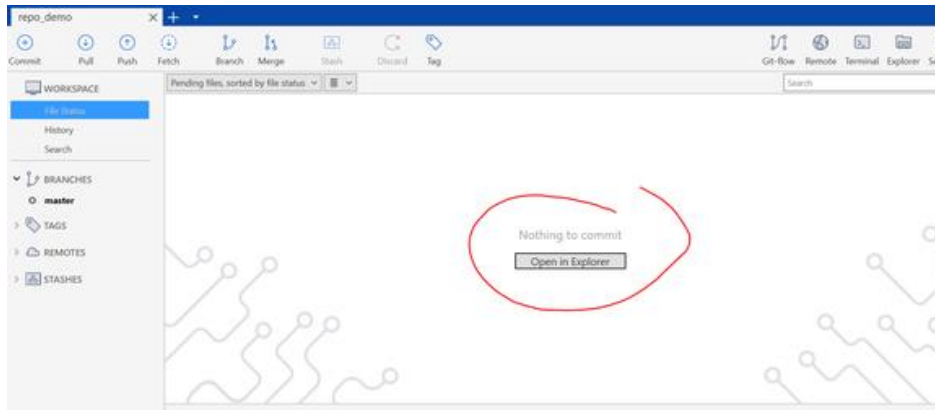 repo_demo
Commit Pull Push Fetch Branch Merge Stash Discard Tag Git-flow Remote Terminal Explorer
WORKSPACE
Pending files, sorted by file status
Search
File Status
History
Search
BRANCHES
master
TAGS
REMOTES
STASHES
Nothing to commit
Open in Explorer